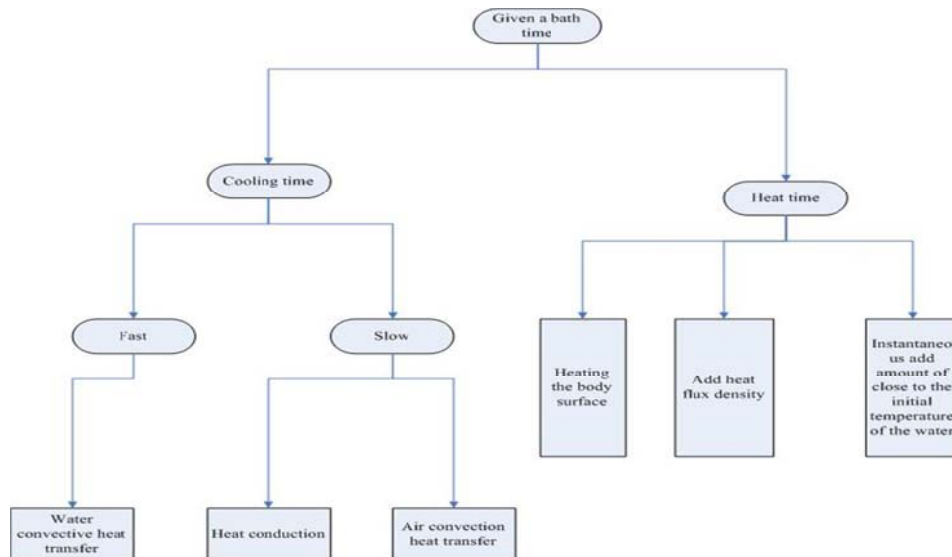 Given a bath
time
Cooling time
Heat time
Fast
Slow
Heating
the body
surface
Add heat
flux density
Instantaneo
us add
amount of
close to the
initial
temperature
of the water
Water
convective heat
transfer
Heat conduction
Air convection
heat transfer